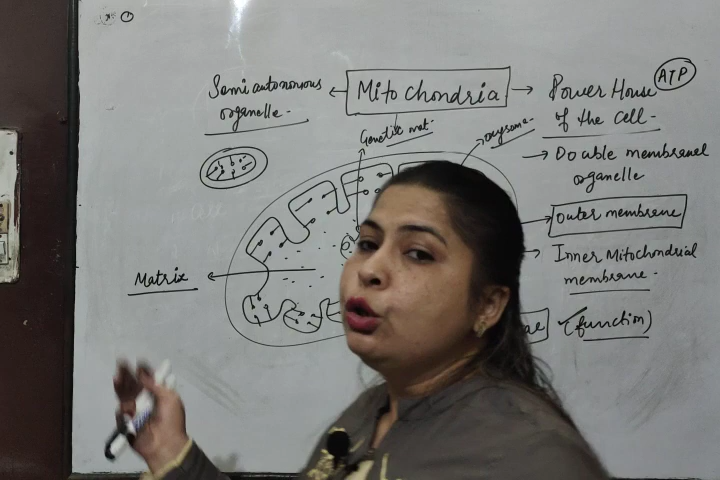 Mitochondria
Semi autonomous
organelle -
Genetic mat.
oxysome -
Power House
of the cell -
ATP
Double membranel
organelle
Outer membrane
Inner Mitochondrial
membrane -
Matrix
(function)